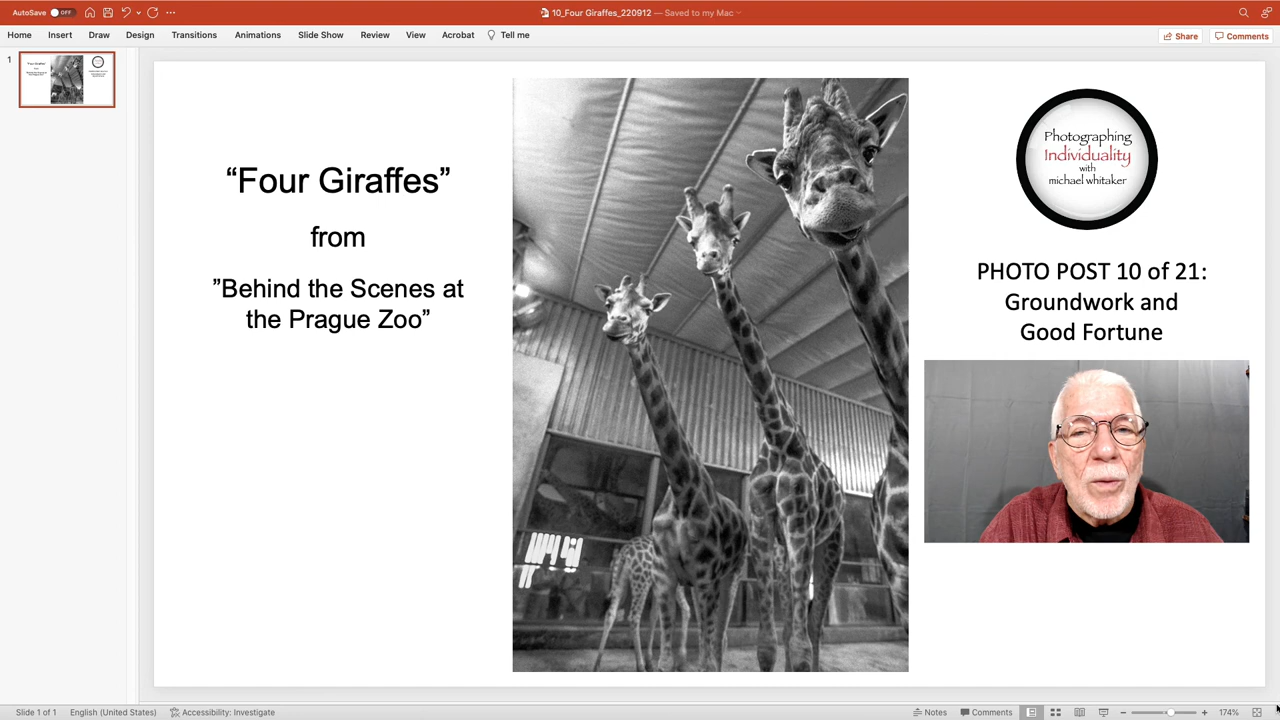 AutoSave OFF
10_Four Giraffes_220912 — Saved to my Mac
Home Insert Draw Design Transitions Animations Slide Show Review View Acrobat Tell me
Share Comments
1
“Four Giraffes”
from
”Behind the Scenes at
the Prague Zoo”
Photographing
Individuality
with
michael whitaker
PHOTO POST 10 of 21:
Groundwork and
Good Fortune
Slide 1 of 1 English (United States) Accessibility: Investigate
Notes Comments 174%